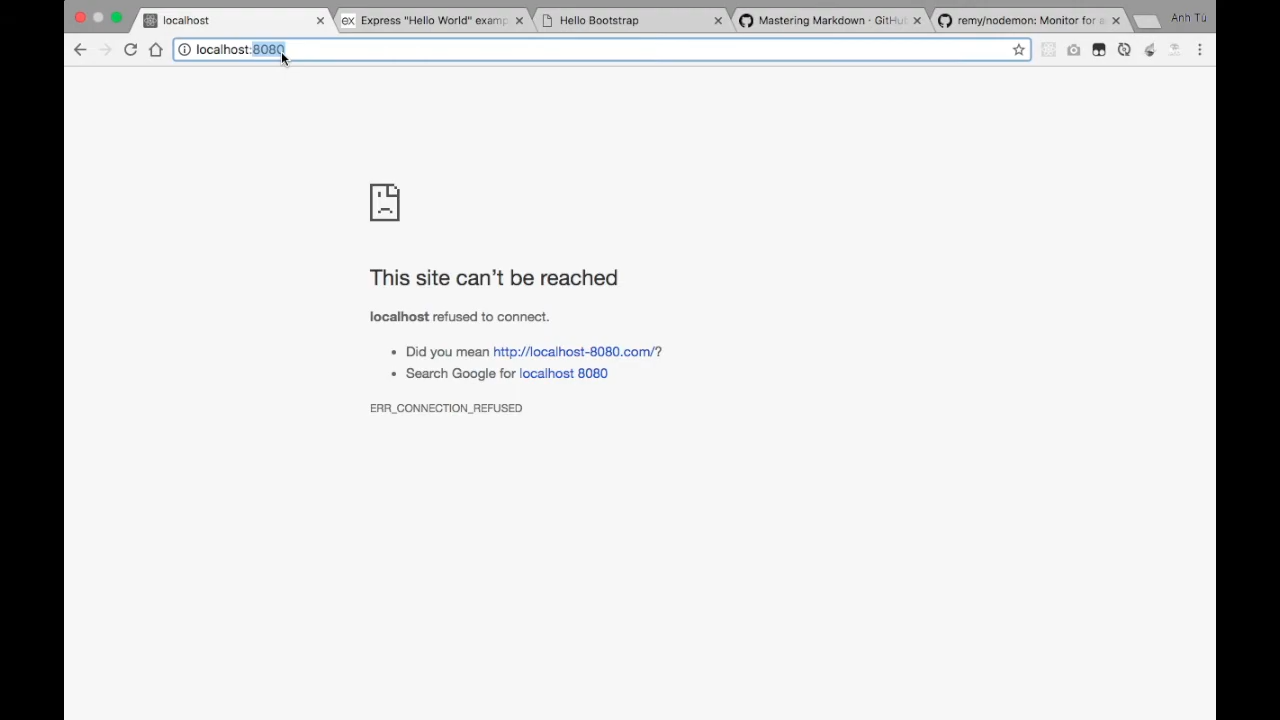 localhost
Express "Hello World" examp
Hello Bootstrap
Mastering Markdown · GitHub
remy/nodemon: Monitor for a
Anh Tú
localhost:8080
This site can't be reached
localhost refused to connect.
• Did you mean http://localhost-8080.com/?
• Search Google for localhost 8080
ERR_CONNECTION_REFUSED